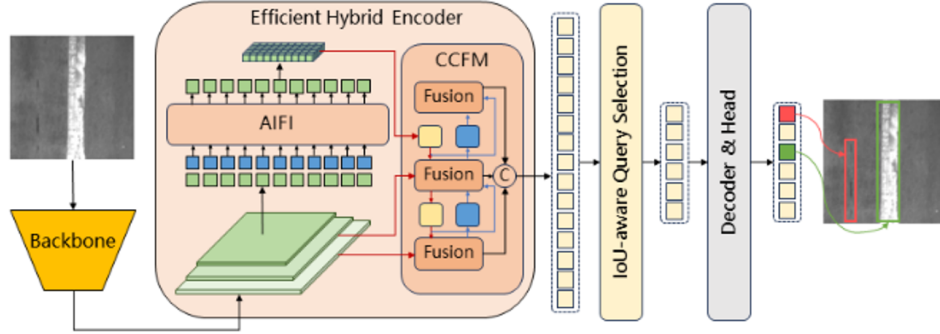 Efficient Hybrid Encoder
CCFM
Fusion
AIFI
Fusion
C
Backbone
Fusion
IoU-aware Query Selection
Decoder & Head